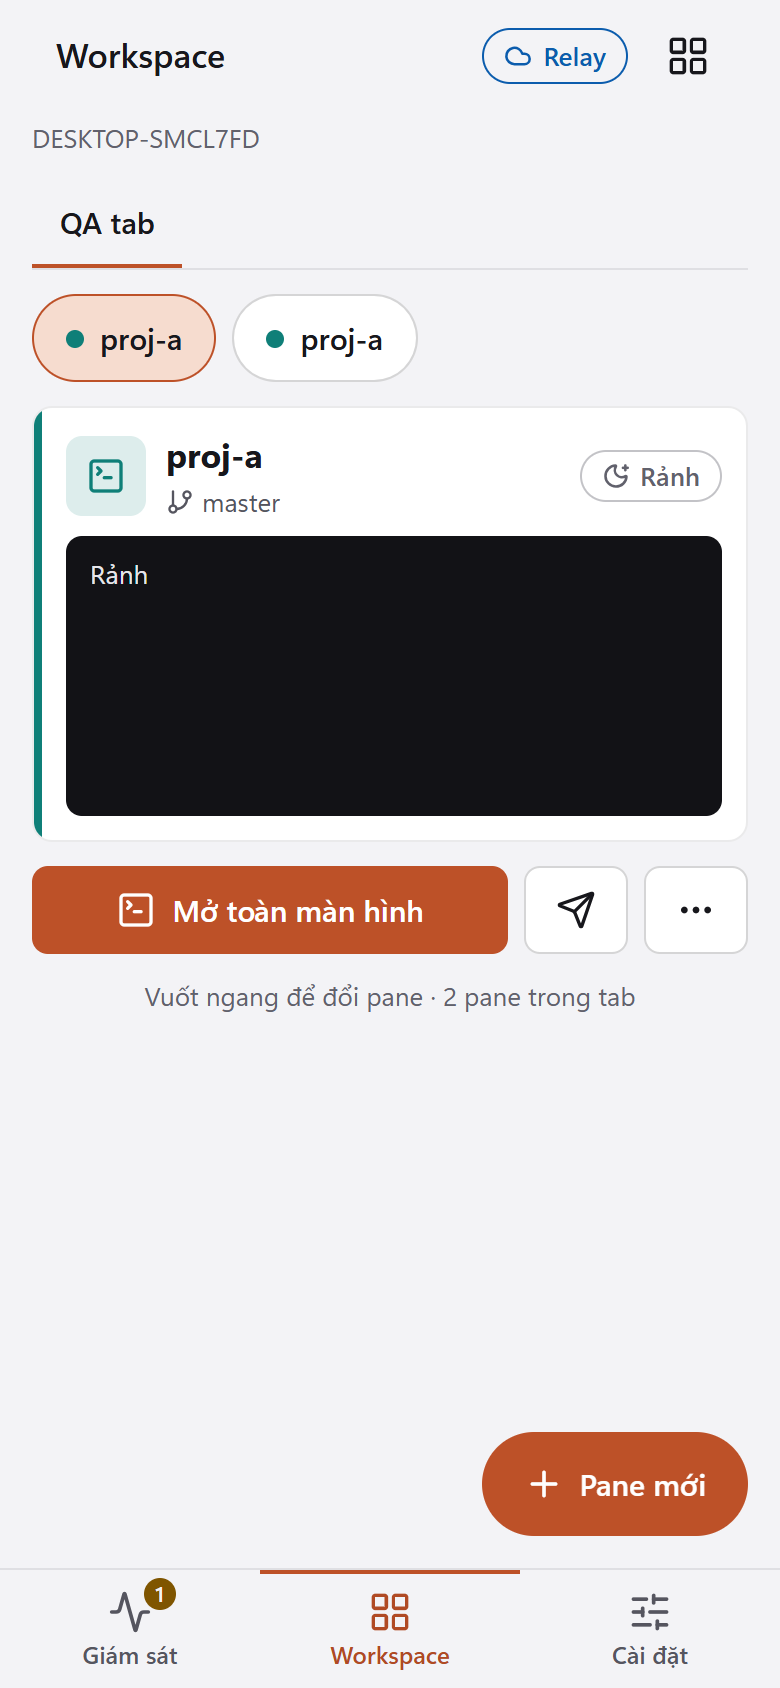 Workspace
Relay
DESKTOP-SMCL7FD
QA tab
proj-a
proj-a
proj-a
master
Rảnh
Rảnh
Mở toàn màn hình
Vuốt ngang để đổi pane · 2 pane trong tab
Pane mới
1
Giám sát
Workspace
Cài đặt